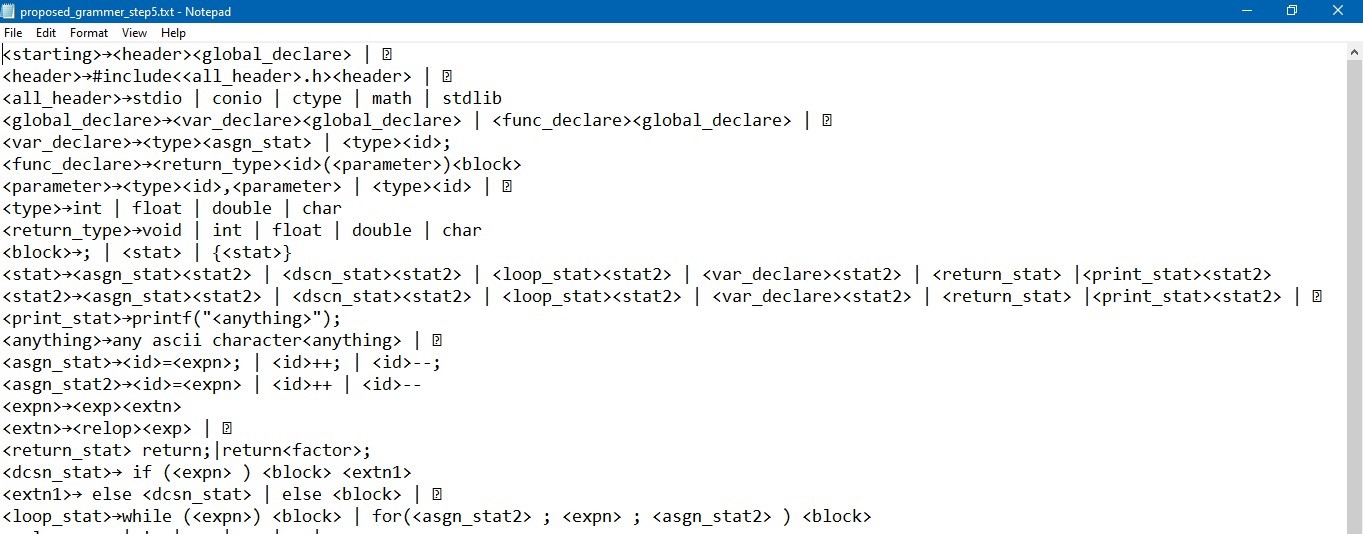 proposed_grammer_step5.txt - Notepad
File Edit Format View Help
<starting>→<header><global_declare> | 
<header>→#include<<all_header>.h><header> | 
<all_header>→stdio | conio | ctype | math | stdlib
<global_declare>→<var_declare><global_declare> | <func_declare><global_declare> | 
<var_declare>→<type><asgn_stat> | <type><id>;
<func_declare>→<return_type><id>(<parameter>)<block>
<parameter>→<type><id>,<parameter> | <type><id> | 
<type>→int | float | double | char
<return_type>→void | int | float | double | char
<block>→; | <stat> | {<stat>}
<stat>→<asgn_stat><stat2> | <dscn_stat><stat2> | <loop_stat><stat2> | <var_declare><stat2> | <return_stat> |<print_stat><stat2>
<stat2>→<asgn_stat><stat2> | <dscn_stat><stat2> | <loop_stat><stat2> | <var_declare><stat2> | <return_stat> |<print_stat><stat2> | 
<print_stat>→printf("<anything>");
<anything>→any ascii character<anything> | 
<asgn_stat>→<id>=<expn>; | <id>++; | <id>--;
<asgn_stat2>→<id>=<expn> | <id>++ | <id>--
<expn>→<exp><extn>
<extn>→<relop><exp> | 
<return_stat> return;|return<factor>;
<dcsn_stat>→ if (<expn> ) <block> <extn1>
<extn1>→ else <dcsn_stat> | else <block> | 
<loop_stat>→while (<expn>) <block> | for(<asgn_stat2> ; <expn> ; <asgn_stat2> ) <block>